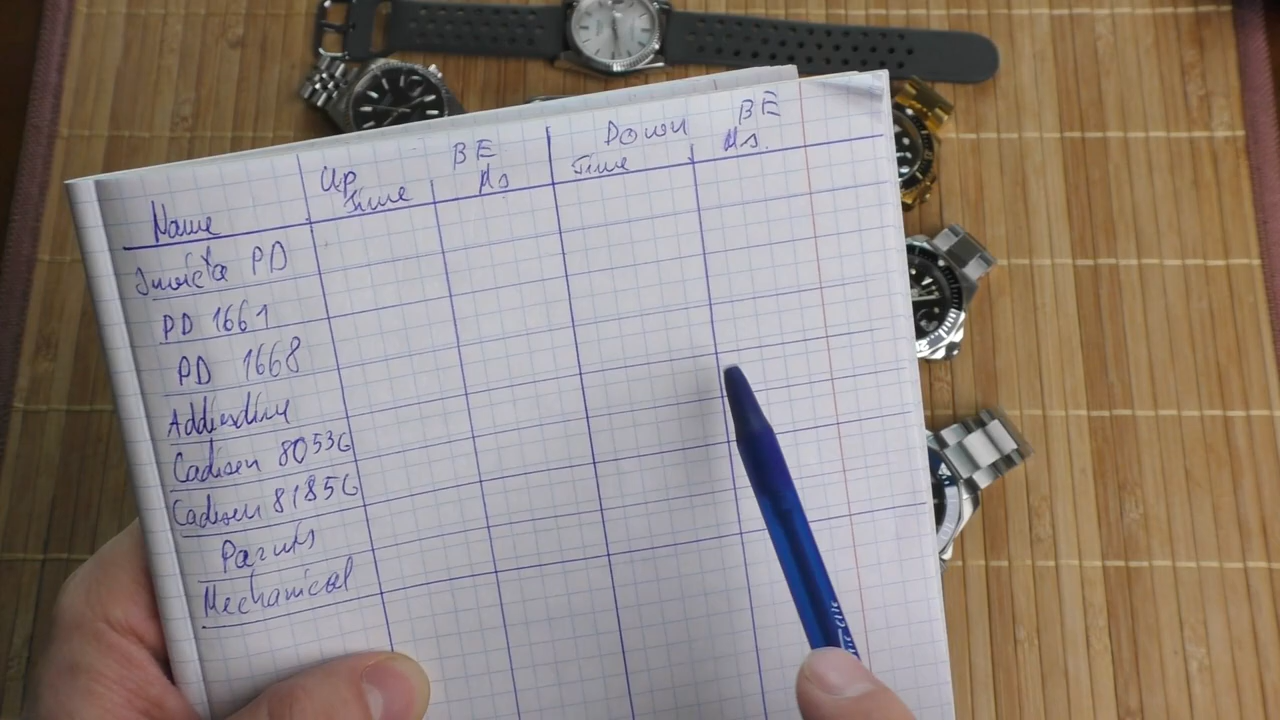 Up BE Down BE
Name Time Ms Time Ms.
Invicta PD
PD 1661
PD 1668
Addiesdive
Cadisen 8053G
Cadisen 8185G
Parnis
Mechanical